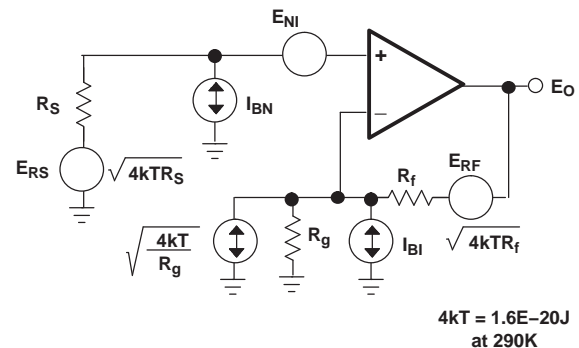 E_NI
+
R_S
I_BN
E_O
−
E_RS
√4kTR_S
R_f
E_RF
√(4kT/R_g)
R_g
I_BI
√4kTR_f
4kT = 1.6E−20J
at 290K